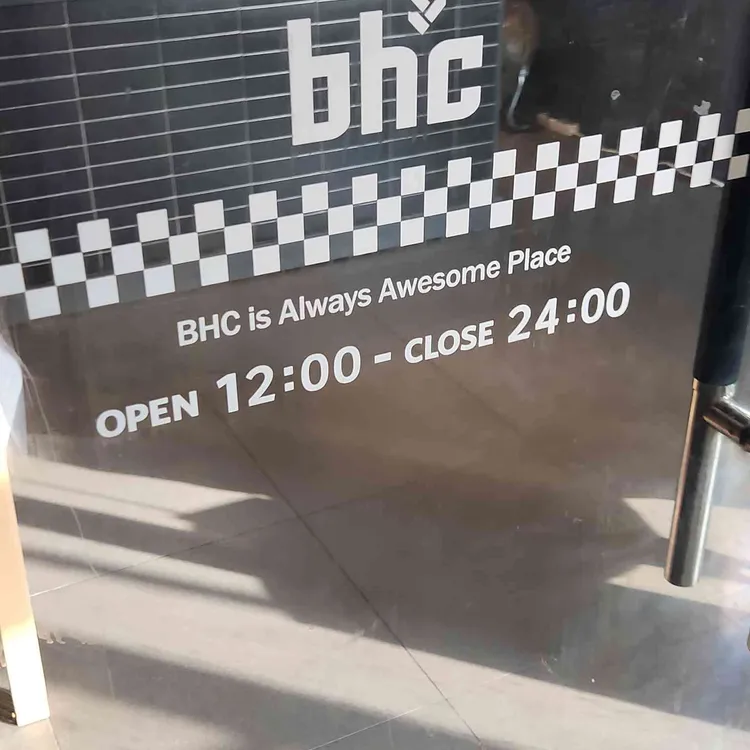 bhc
BHC is Always Awesome Place
OPEN 12:00 - CLOSE 24:00